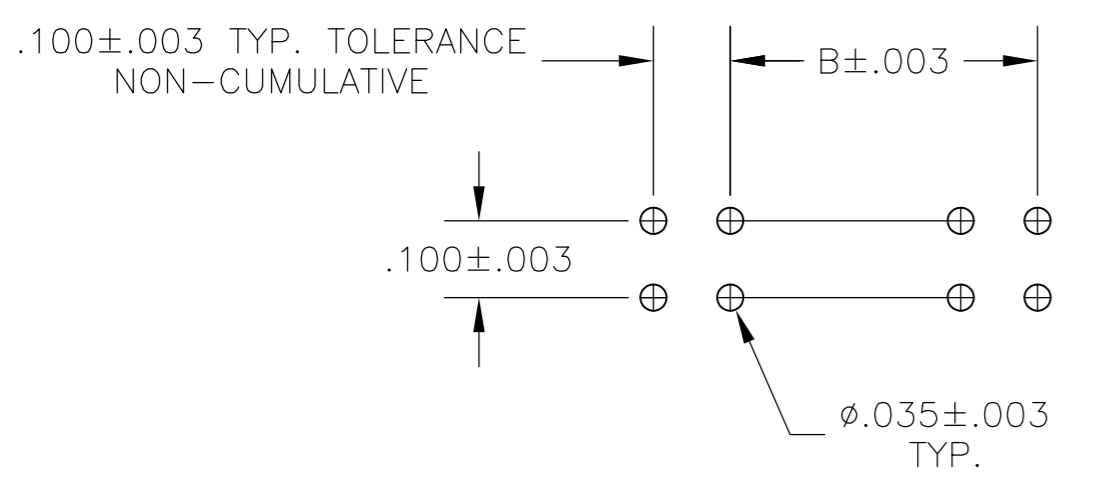 .100±.003 TYP. TOLERANCE
NON-CUMULATIVE
B±.003
.100±.003
⌀.035±.003
TYP.